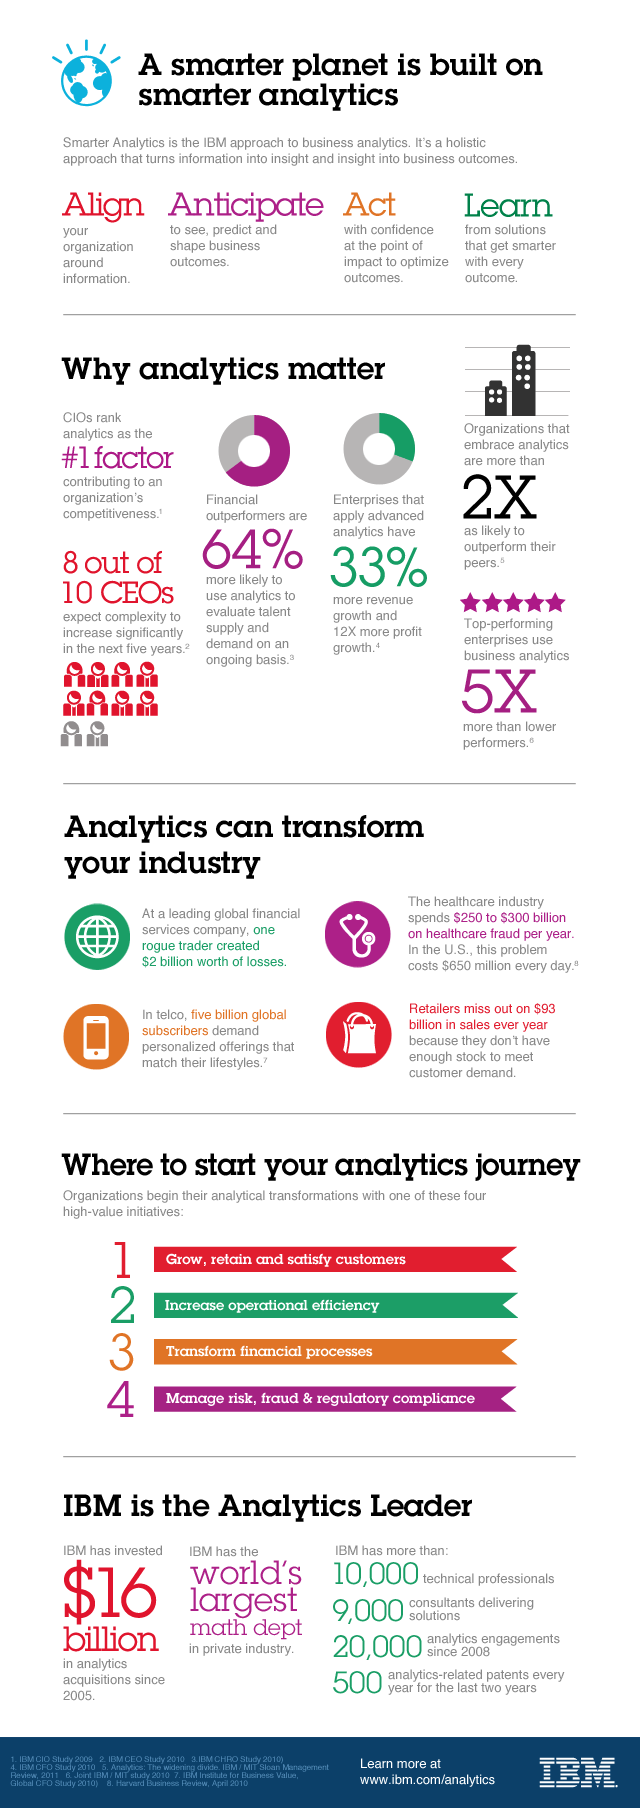 A smarter planet is built on
smarter analytics
Smarter Analytics is the IBM approach to business analytics. It's a holistic
approach that turns information into insight and insight into business outcomes.
Align
your
organization
around
information.
Anticipate
to see, predict and
shape business
outcomes.
Act
with confidence
at the point of
impact to optimize
outcomes.
Learn
from solutions
that get smarter
with every
outcome.
Why analytics matter
CIOs rank
analytics as the
#1 factor
contributing to an
organization's
competitiveness.¹
8 out of
10 CEOs
expect complexity to
increase significantly
in the next five years.²
Financial
outperformers are
64%
more likely to
use analytics to
evaluate talent
supply and
demand on an
ongoing basis.³
Enterprises that
apply advanced
analytics have
33%
more revenue
growth and
12X more profit
growth.⁴
Organizations that
embrace analytics
are more than
2X
as likely to
outperform their
peers.⁵
Top-performing
enterprises use
business analytics
5X
more than lower
performers.⁶
Analytics can transform
your industry
At a leading global financial
services company, one
rogue trader created
$2 billion worth of losses.
The healthcare industry
spends $250 to $300 billion
on healthcare fraud per year.
In the U.S., this problem
costs $650 million every day.⁸
In telco, five billion global
subscribers demand
personalized offerings that
match their lifestyles.⁷
Retailers miss out on $93
billion in sales ever year
because they don't have
enough stock to meet
customer demand.
Where to start your analytics journey
Organizations begin their analytical transformations with one of these four
high-value initiatives:
1 Grow, retain and satisfy customers
2 Increase operational efficiency
3 Transform financial processes
4 Manage risk, fraud & regulatory compliance
IBM is the Analytics Leader
IBM has invested
$16
billion
in analytics
acquisitions since
2005.
IBM has the
world's
largest
math dept
in private industry.
IBM has more than:
10,000 technical professionals
9,000 consultants delivering
solutions
20,000 analytics engagements
since 2008
500 analytics-related patents every
year for the last two years
1. IBM CIO Study 2009 2. IBM CEO Study 2010 3.IBM CHRO Study 2010)
4. IBM CFO Study 2010 5. Analytics: The widening divide. IBM / MIT Sloan Management
Review, 2011 6. Joint IBM / MIT study 2010 7. IBM Institute for Business Value,
Global CFO Study 2010) 8. Harvard Business Review, April 2010
Learn more at
www.ibm.com/analytics
IBM.